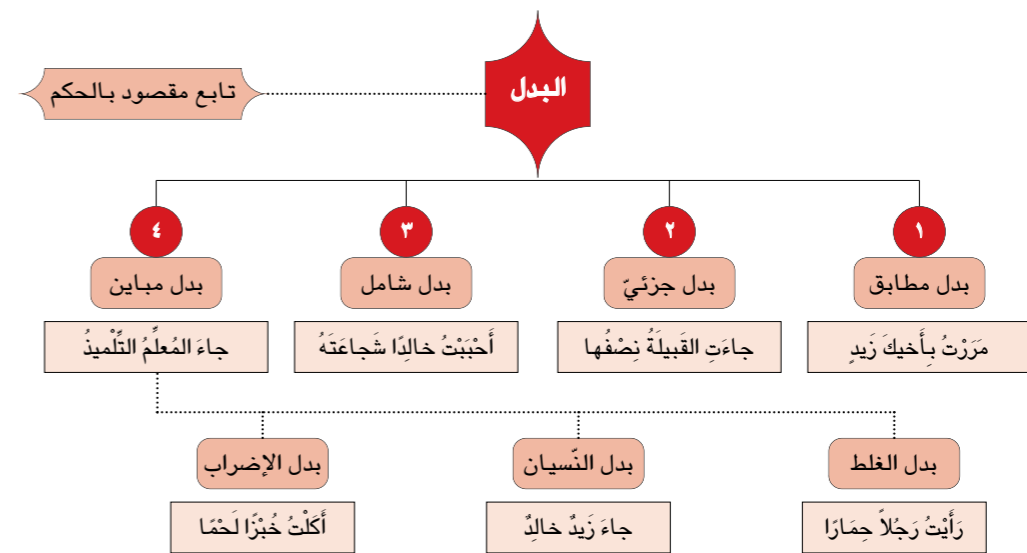 البدل
تابع مقصود بالحكم
١
٢
٣
٤
بدل مطابق
بدل جزئيّ
بدل شامل
بدل مباين
مَرَرْتُ بِأَخيكَ زَيدٍ
جاءَتِ القَبيلَةُ نِصْفُها
أَحْبَبْتُ خالِدًا شَجاعَتَهُ
جاءَ المُعلِّمُ التِّلْميذُ
بدل الغلط
بدل النّسيان
بدل الإضراب
رَأَيْتُ رَجُلاً حِمَارًا
جاءَ زَيدٌ خالِدٌ
أَكَلْتُ خُبْزًا لَحْمًا